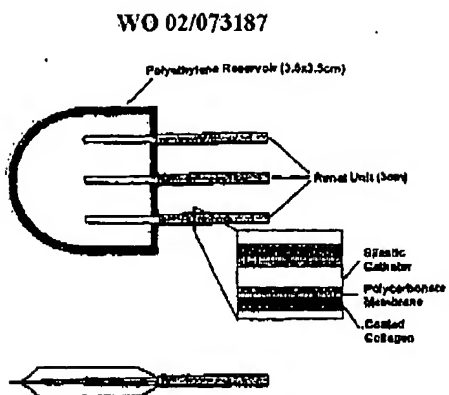 WO 02/073187
Polyethylene Reservoir (3.5x3.5cm)
Renal Unit (3cm)
Silastic
Catheter
Polycarbonate
Membrane
Coated
Collagen